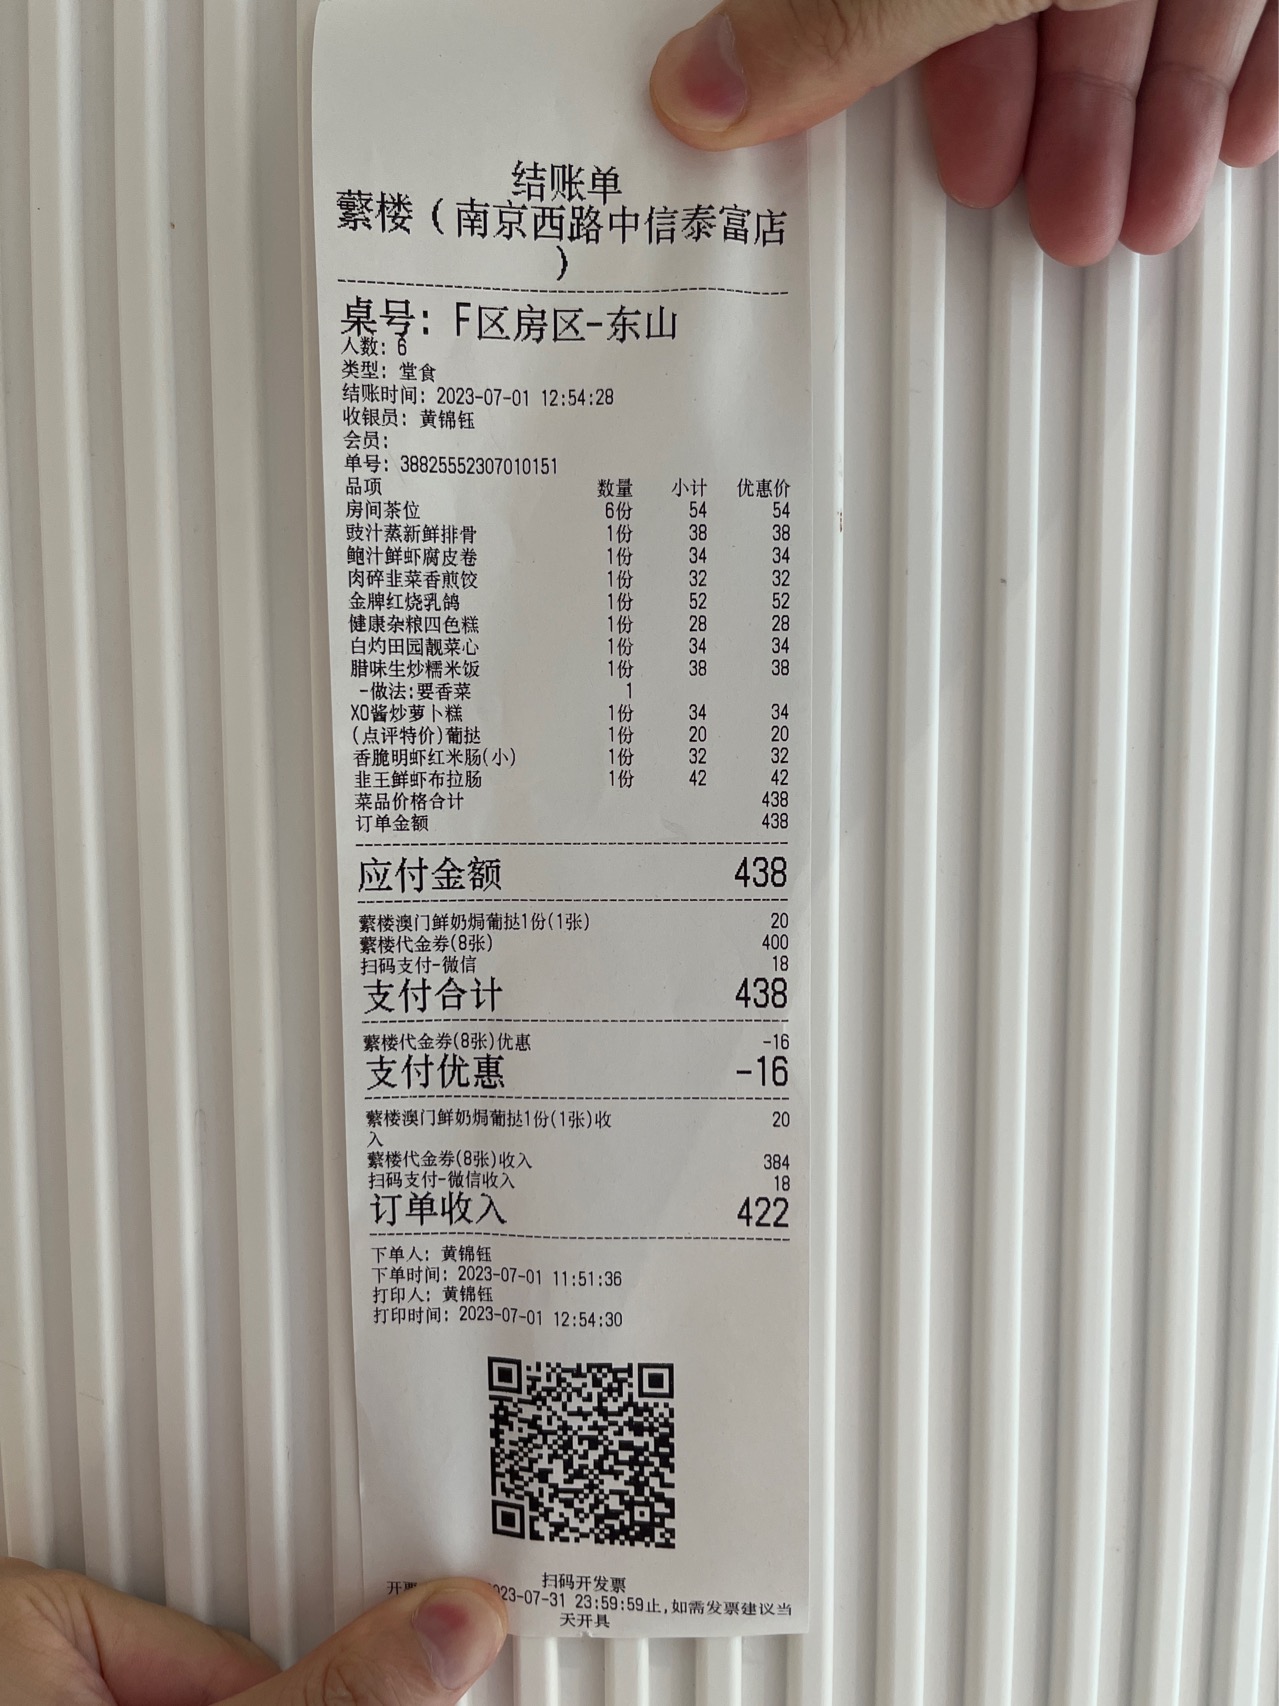 结账单
蘩楼（南京西路中信泰富店
）
桌号: F区房区-东山
人数: 6
类型: 堂食
结账时间: 2023-07-01 12:54:28
收银员: 黄锦钰
会员:
单号: 38825552307010151
品项 数量 小计 优惠价
房间茶位 6份 54 54
豉汁蒸新鲜排骨 1份 38 38
鲍汁鲜虾腐皮卷 1份 34 34
肉碎韭菜香煎饺 1份 32 32
金牌红烧乳鸽 1份 52 52
健康杂粮四色糕 1份 28 28
白灼田园靓菜心 1份 34 34
腊味生炒糯米饭 1份 38 38
-做法:要香菜 1
XO酱炒萝卜糕 1份 34 34
(点评特价)葡挞 1份 20 20
香脆明虾红米肠(小) 1份 32 32
韭王鲜虾布拉肠 1份 42 42
菜品价格合计 438
订单金额 438
应付金额 438
蘩楼澳门鲜奶焗葡挞1份(1张) 20
蘩楼代金券(8张) 400
扫码支付-微信 18
支付合计 438
蘩楼代金券(8张)优惠 -16
支付优惠 -16
蘩楼澳门鲜奶焗葡挞1份(1张)收 20
入
蘩楼代金券(8张)收入 384
扫码支付-微信收入 18
订单收入 422
下单人: 黄锦钰
下单时间: 2023-07-01 11:51:36
打印人: 黄锦钰
打印时间: 2023-07-01 12:54:30
扫码开发票
开票 23-07-31 23:59:59止,如需发票建议当
天开具